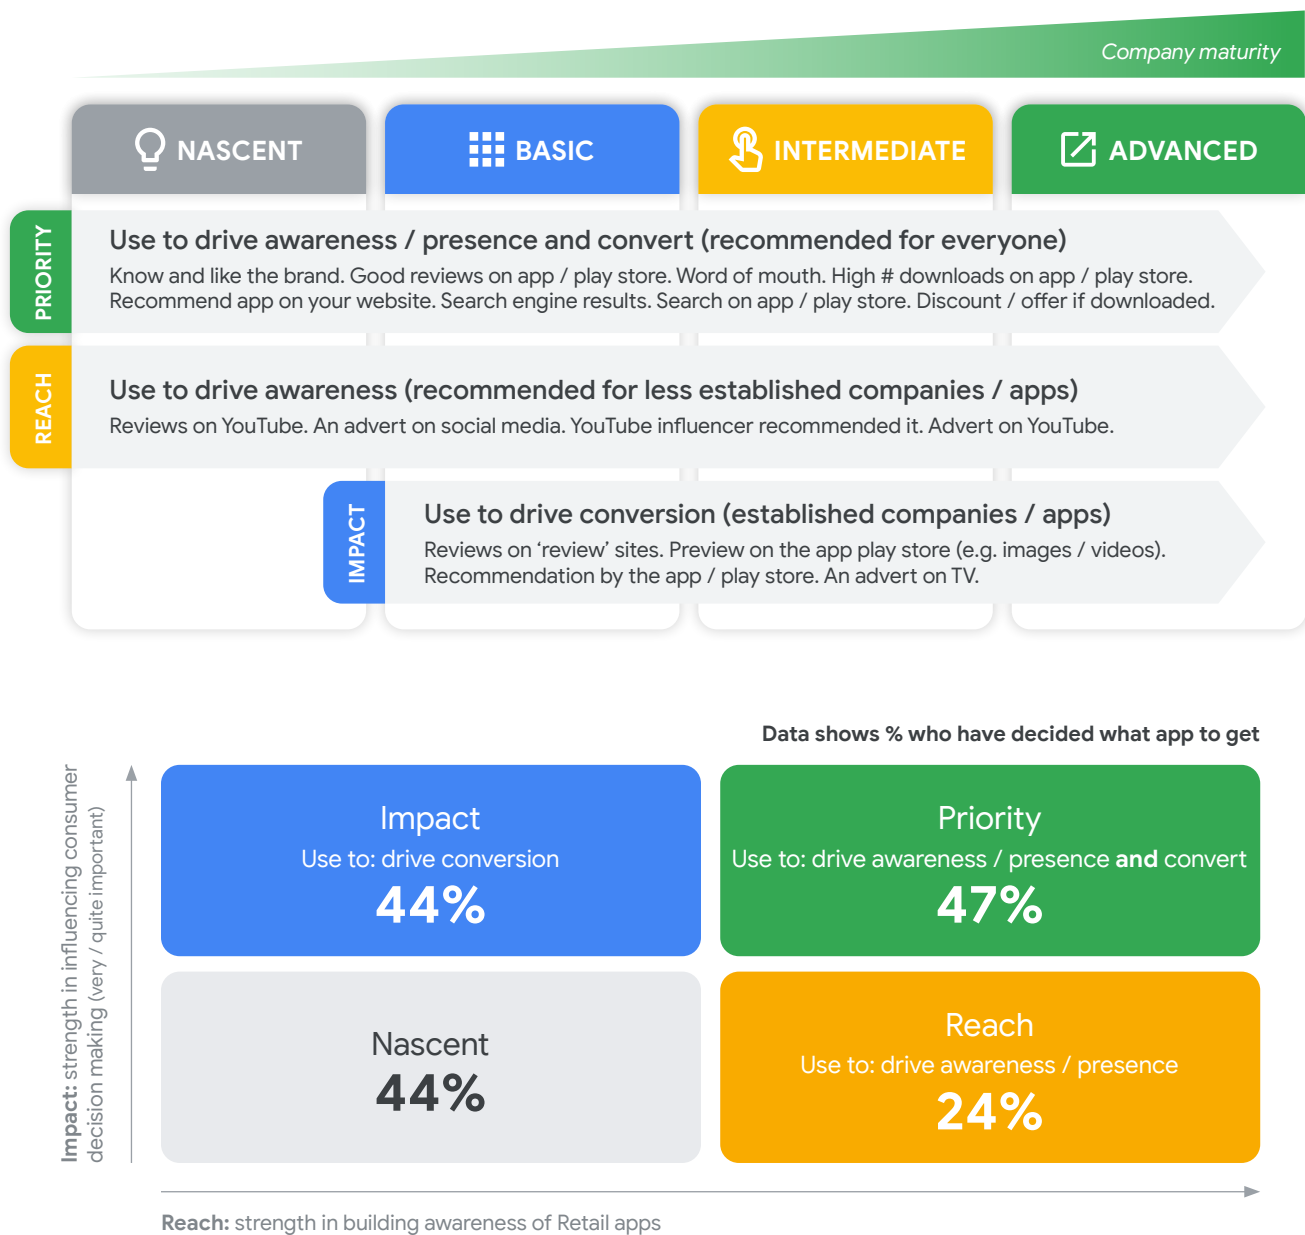 Company maturity
NASCENT
BASIC
INTERMEDIATE
ADVANCED
PRIORITY
Use to drive awareness / presence and convert (recommended for everyone)
Know and like the brand. Good reviews on app / play store. Word of mouth. High # downloads on app / play store.
Recommend app on your website. Search engine results. Search on app / play store. Discount / offer if downloaded.
REACH
Use to drive awareness (recommended for less established companies / apps)
Reviews on YouTube. An advert on social media. YouTube influencer recommended it. Advert on YouTube.
IMPACT
Use to drive conversion (established companies / apps)
Reviews on ‘review’ sites. Preview on the app play store (e.g. images / videos).
Recommendation by the app / play store. An advert on TV.
Data shows % who have decided what app to get
Impact: strength in influencing consumer
decision making (very / quite important)
Impact
Use to: drive conversion
44%
Priority
Use to: drive awareness / presence and convert
47%
Nascent
44%
Reach
Use to: drive awareness / presence
24%
Reach: strength in building awareness of Retail apps